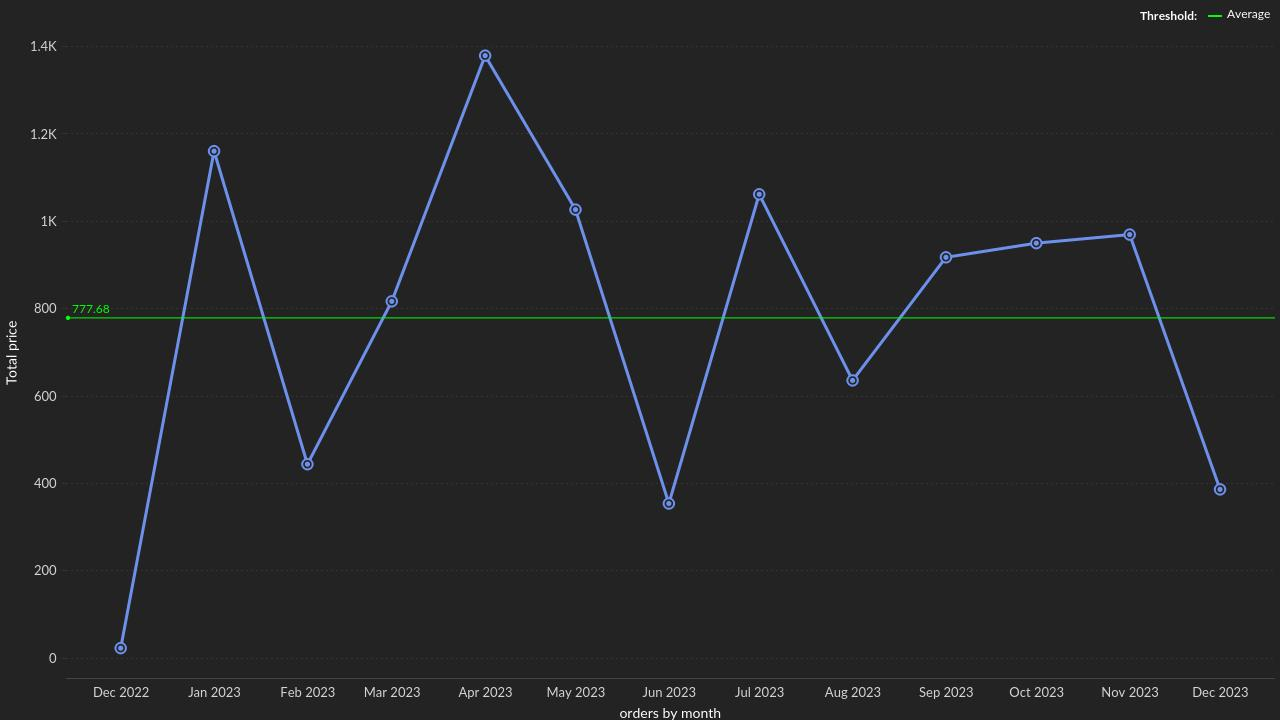 Threshold: Average
1.4K
1.2K
1K
800
777.68
600
400
200
0
Total price
Dec 2022 Jan 2023 Feb 2023 Mar 2023 Apr 2023 May 2023 Jun 2023 Jul 2023 Aug 2023 Sep 2023 Oct 2023 Nov 2023 Dec 2023
orders by month